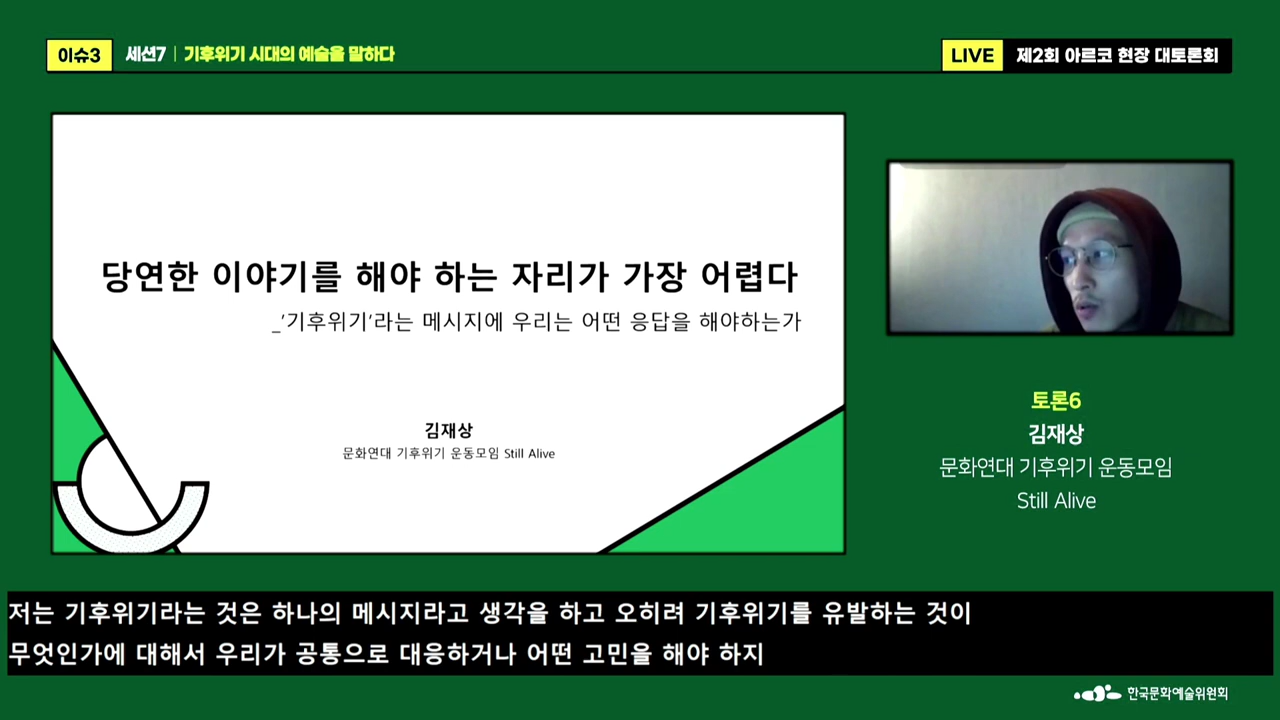 이슈3 세션7 | 기후위기 시대의 예술을 말하다
LIVE 제2회 아르코 현장 대토론회
당연한 이야기를 해야 하는 자리가 가장 어렵다
_'기후위기'라는 메시지에 우리는 어떤 응답을 해야하는가
김재상
문화연대 기후위기 운동모임 Still Alive
토론6
김재상
문화연대 기후위기 운동모임
Still Alive
저는 기후위기라는 것은 하나의 메시지라고 생각을 하고 오히려 기후위기를 유발하는 것이
무엇인가에 대해서 우리가 공통으로 대응하거나 어떤 고민을 해야 하지
한국문화예술위원회